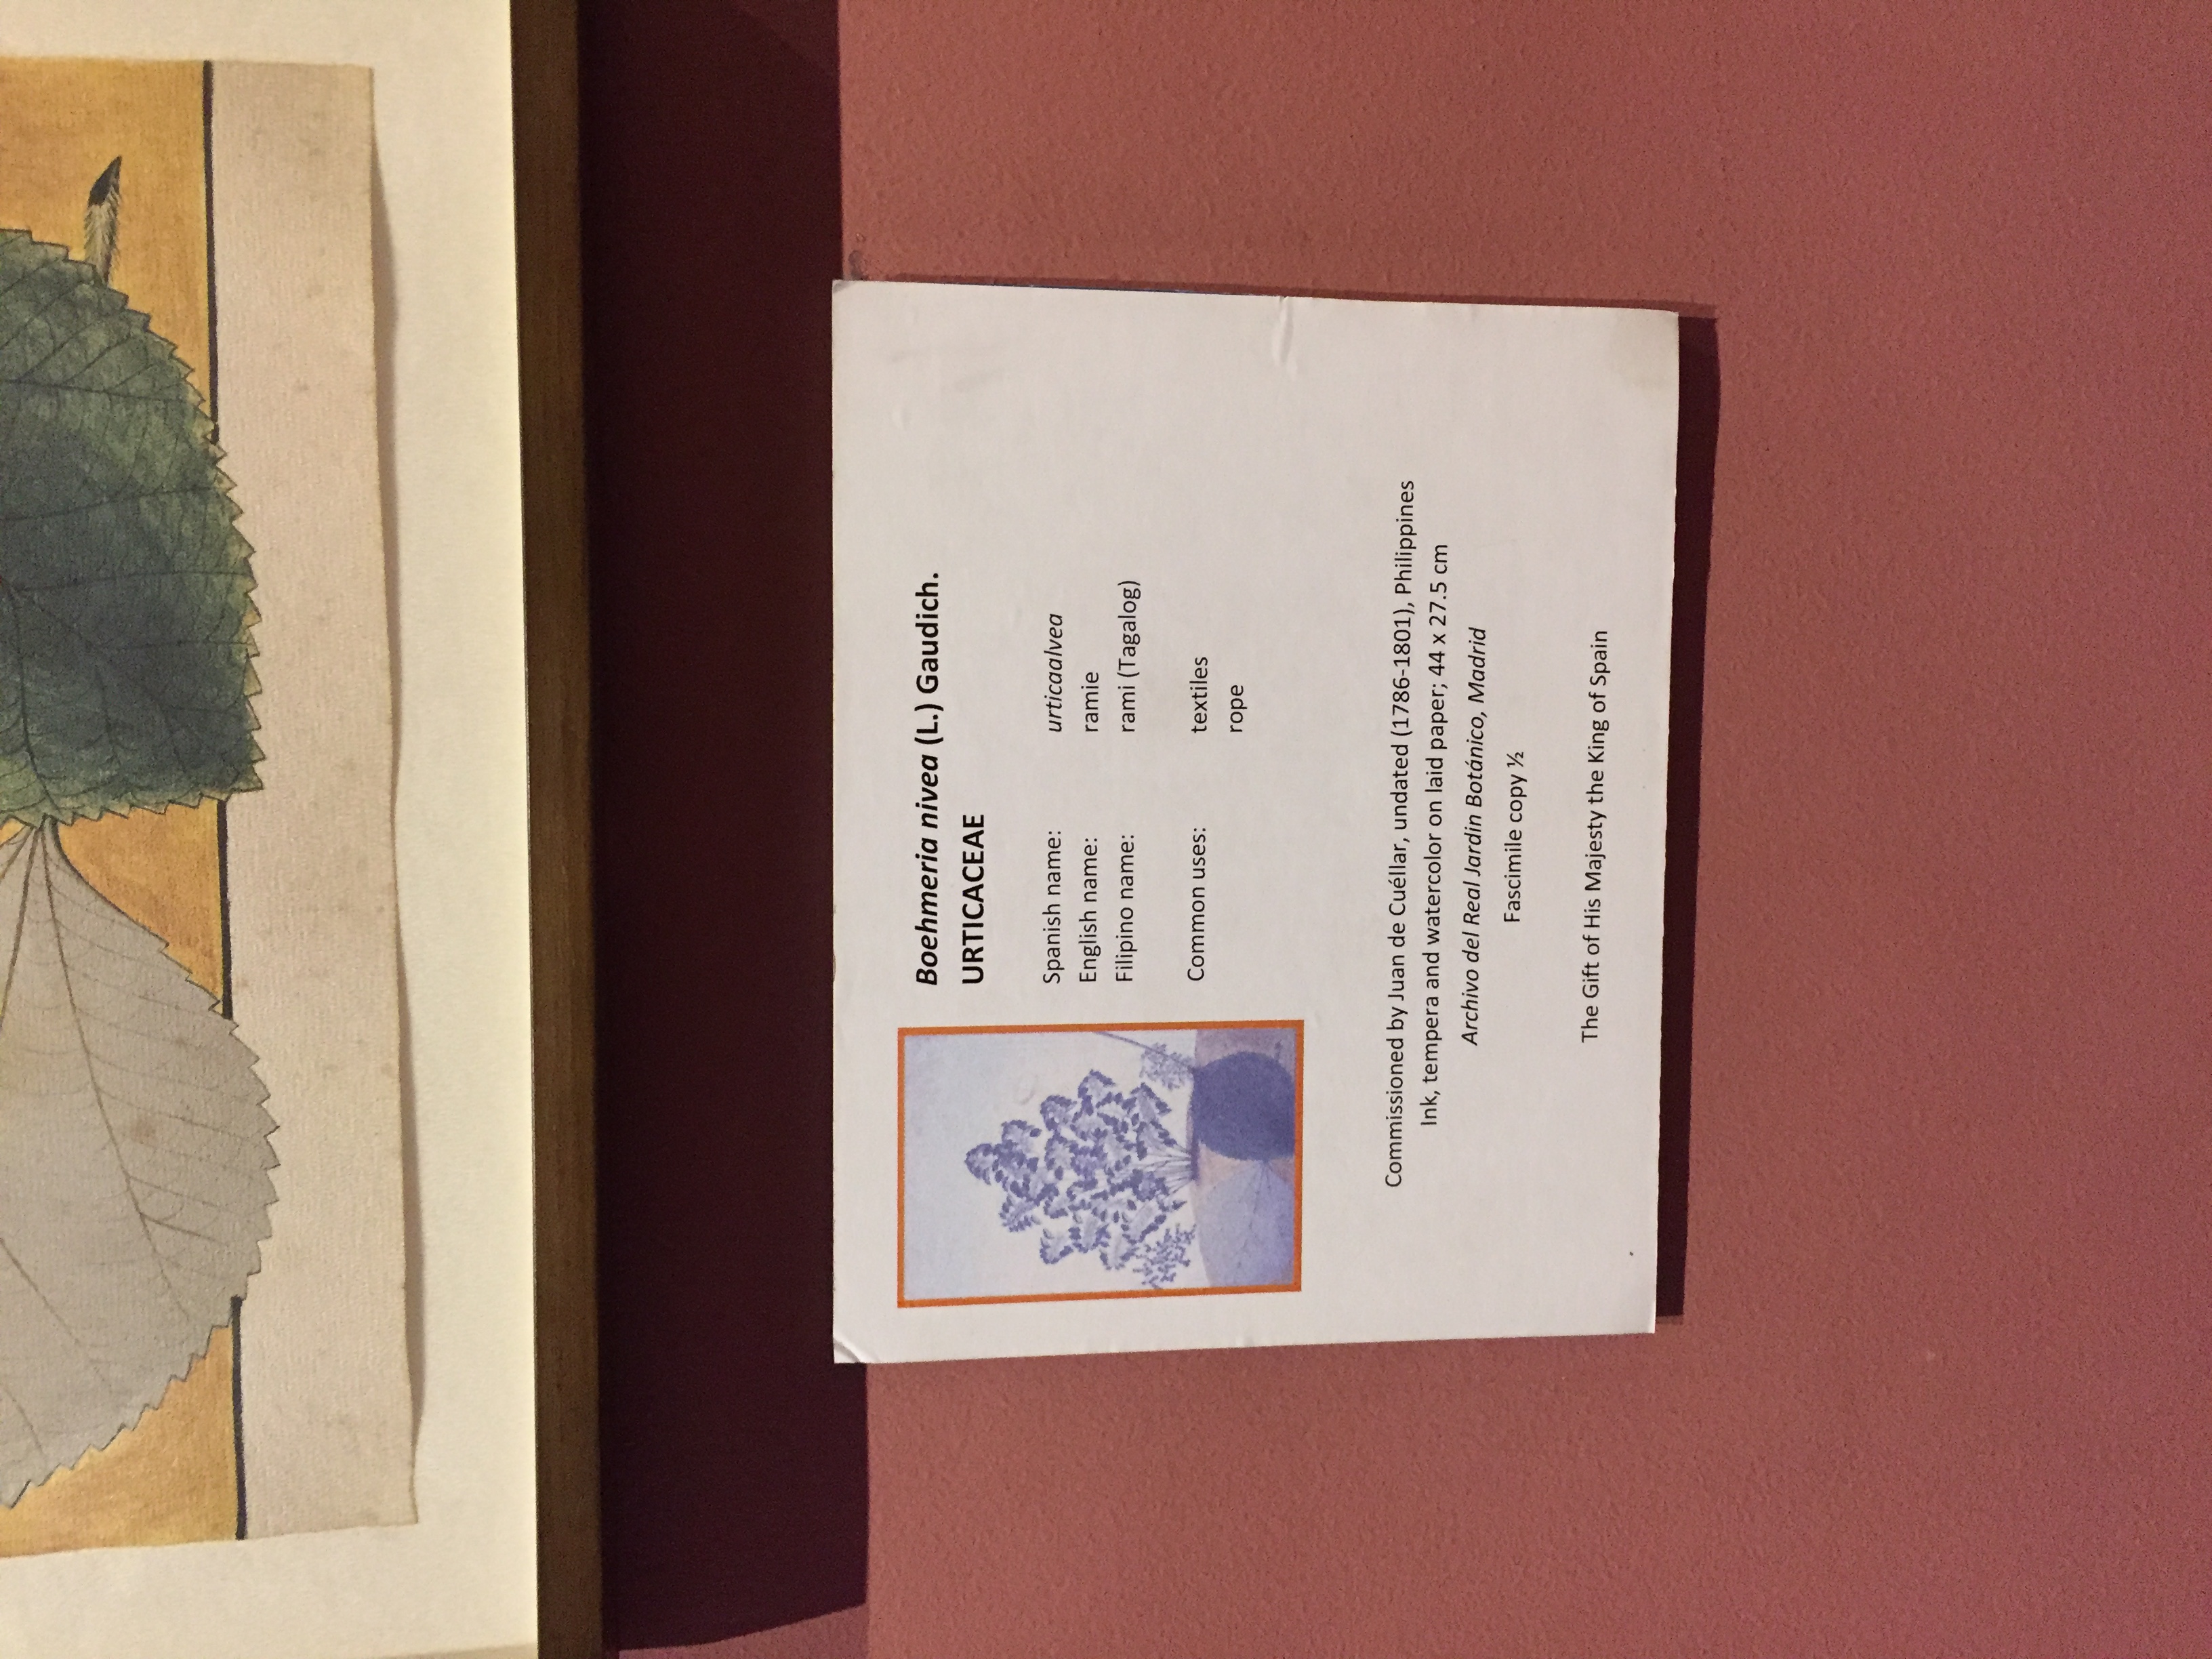 Boehmeria nivea (L.) Gaudich.
URTICACEAE
Spanish name: urticaalvea
English name: ramie
Filipino name: rami (Tagalog)
Common uses: textiles
rope
Commissioned by Juan de Cuéllar, undated (1786-1801), Philippines
Ink, tempera and watercolor on laid paper; 44 x 27.5 cm
Archivo del Real Jardin Botánico, Madrid
Fascimile copy ½
The Gift of His Majesty the King of Spain